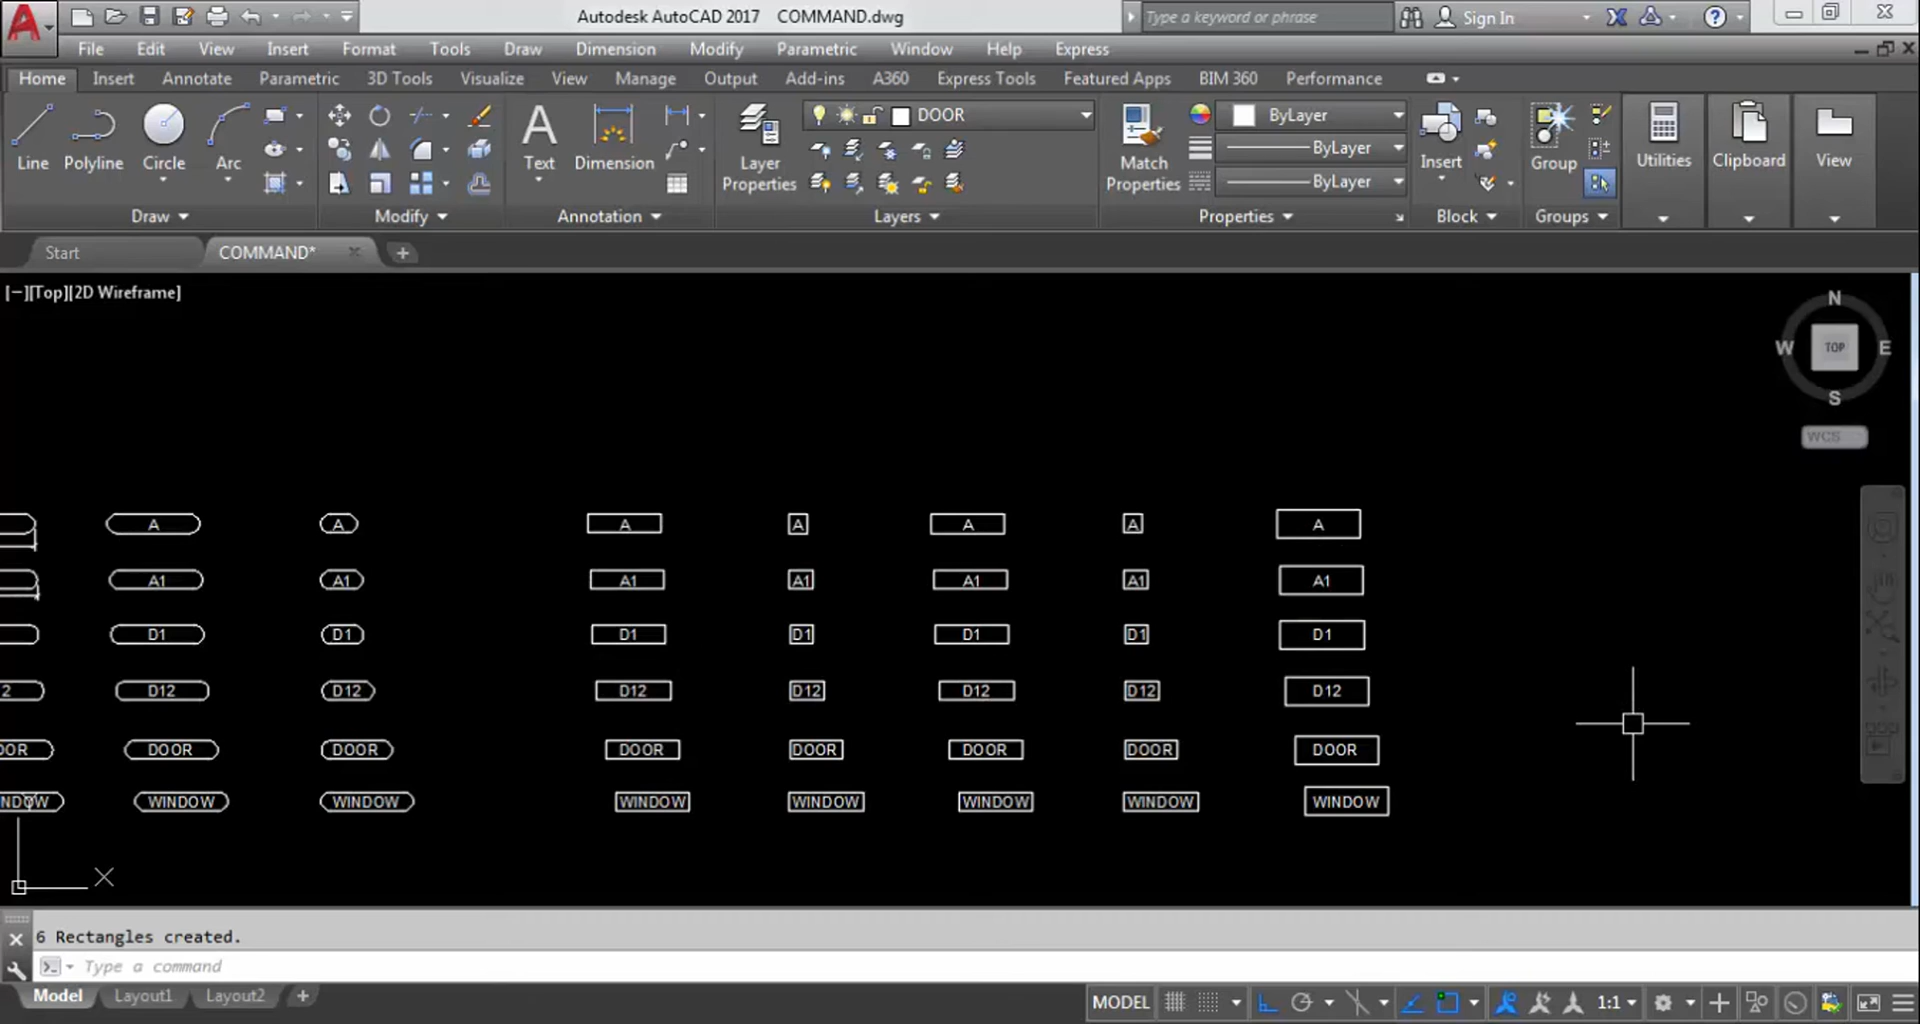 Autodesk AutoCAD 2017 COMMAND.dwg Type a keyword or phrase Sign In
File Edit View Insert Format Tools Draw Dimension Modify Parametric Window Help Express
Home Insert Annotate Parametric 3D Tools Visualize View Manage Output Add-ins A360 Express Tools Featured Apps BIM 360 Performance
DOOR ByLayer
ByLayer
ByLayer
Line Polyline Circle Arc Text Dimension Layer Properties Match Properties Insert Group Utilities Clipboard View
Draw Modify Annotation Layers Properties Block Groups
Start COMMAND*
[−][Top][2D Wireframe]
N
W TOP E
S
WCS
A A A A A A A
A1 A1 A1 A1 A1 A1 A1
D1 D1 D1 D1 D1 D1 D1
2 D12 D12 D12 D12 D12 D12 D12
OOR DOOR DOOR DOOR DOOR DOOR DOOR DOOR
NDOW WINDOW WINDOW WINDOW WINDOW WINDOW WINDOW WINDOW
X
6 Rectangles created.
Type a command
Model Layout1 Layout2 + MODEL 1:1